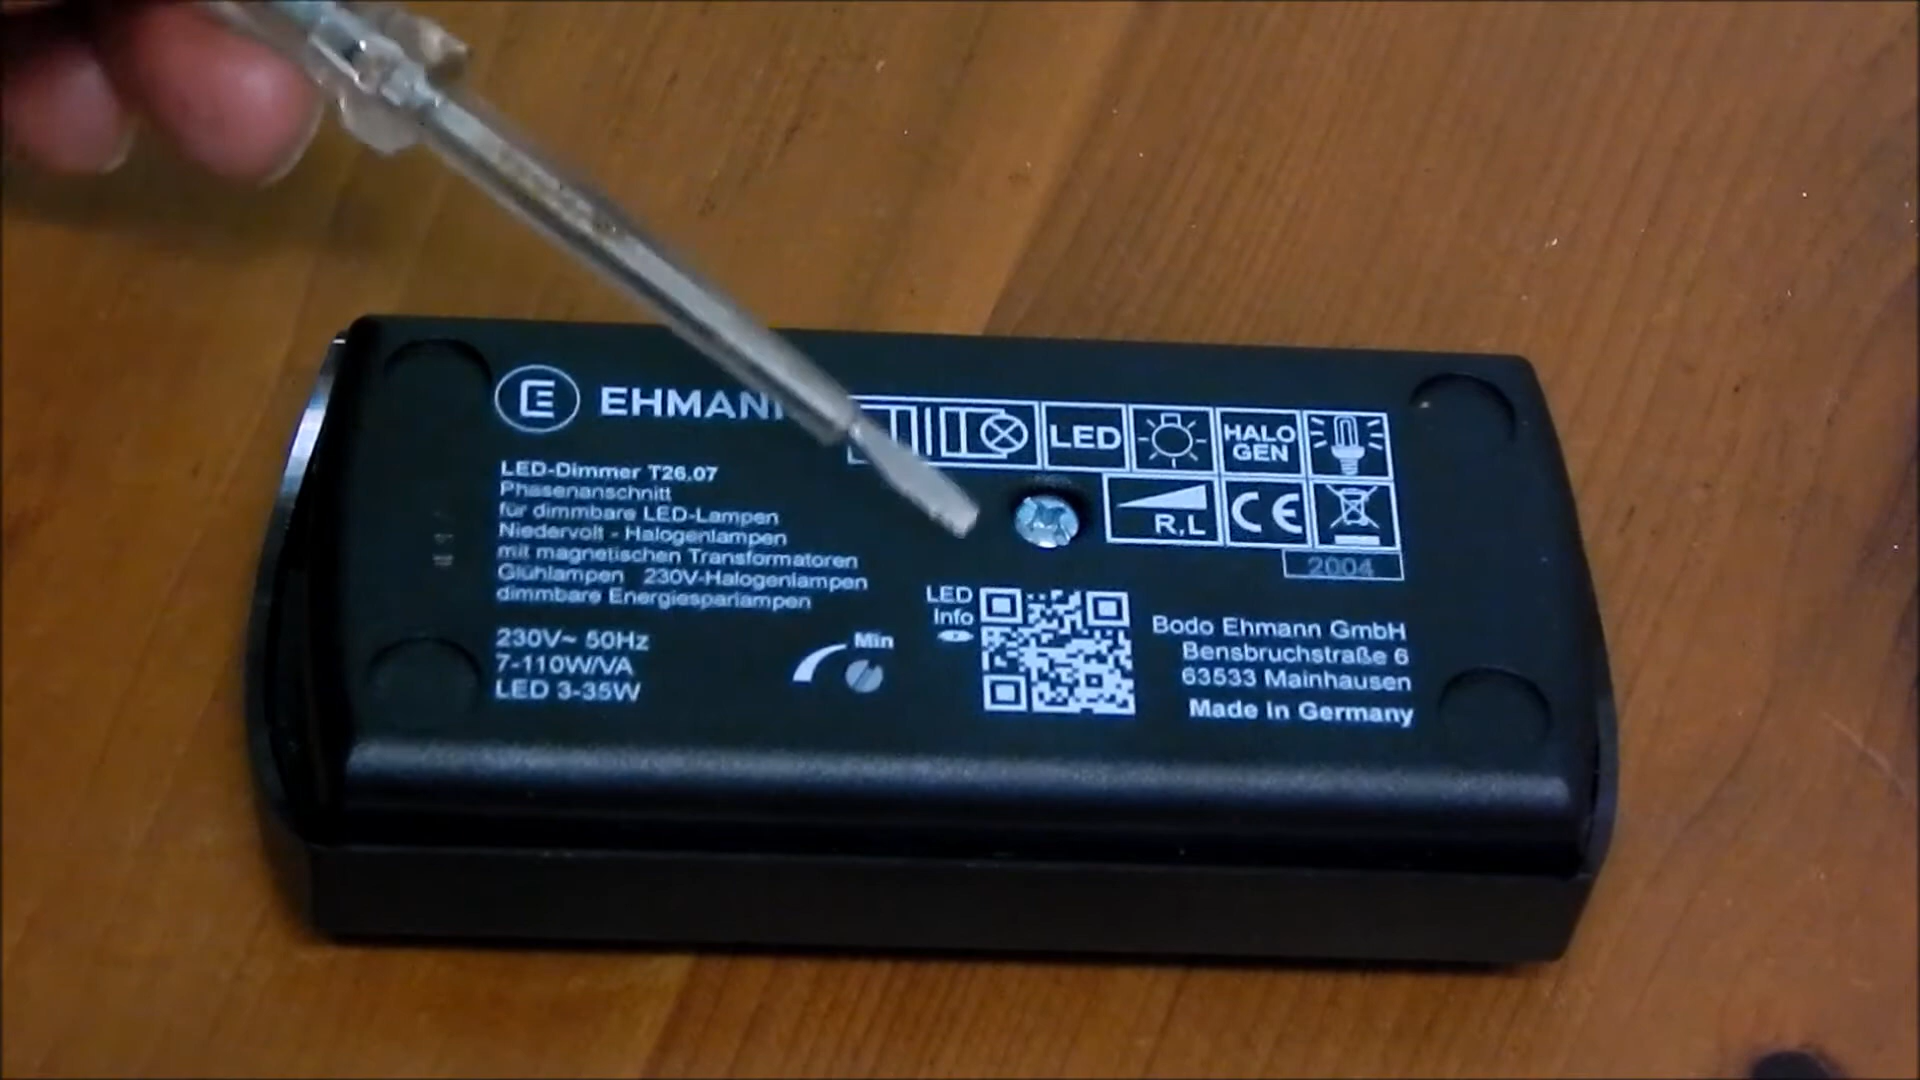 EHMANN
LED
HALO
GEN
R,L
CE
2004
LED-Dimmer T26.07
Phasenanschnitt
für dimmbare LED-Lampen
Niedervolt - Halogenlampen
mit magnetischen Transformatoren
Glühlampen 230V-Halogenlampen
dimmbare Energiesparlampen
230V~ 50Hz
7-110W/VA
LED 3-35W
Min
LED
Info
Bodo Ehmann GmbH
Bensbruchstraße 6
63533 Mainhausen
Made in Germany